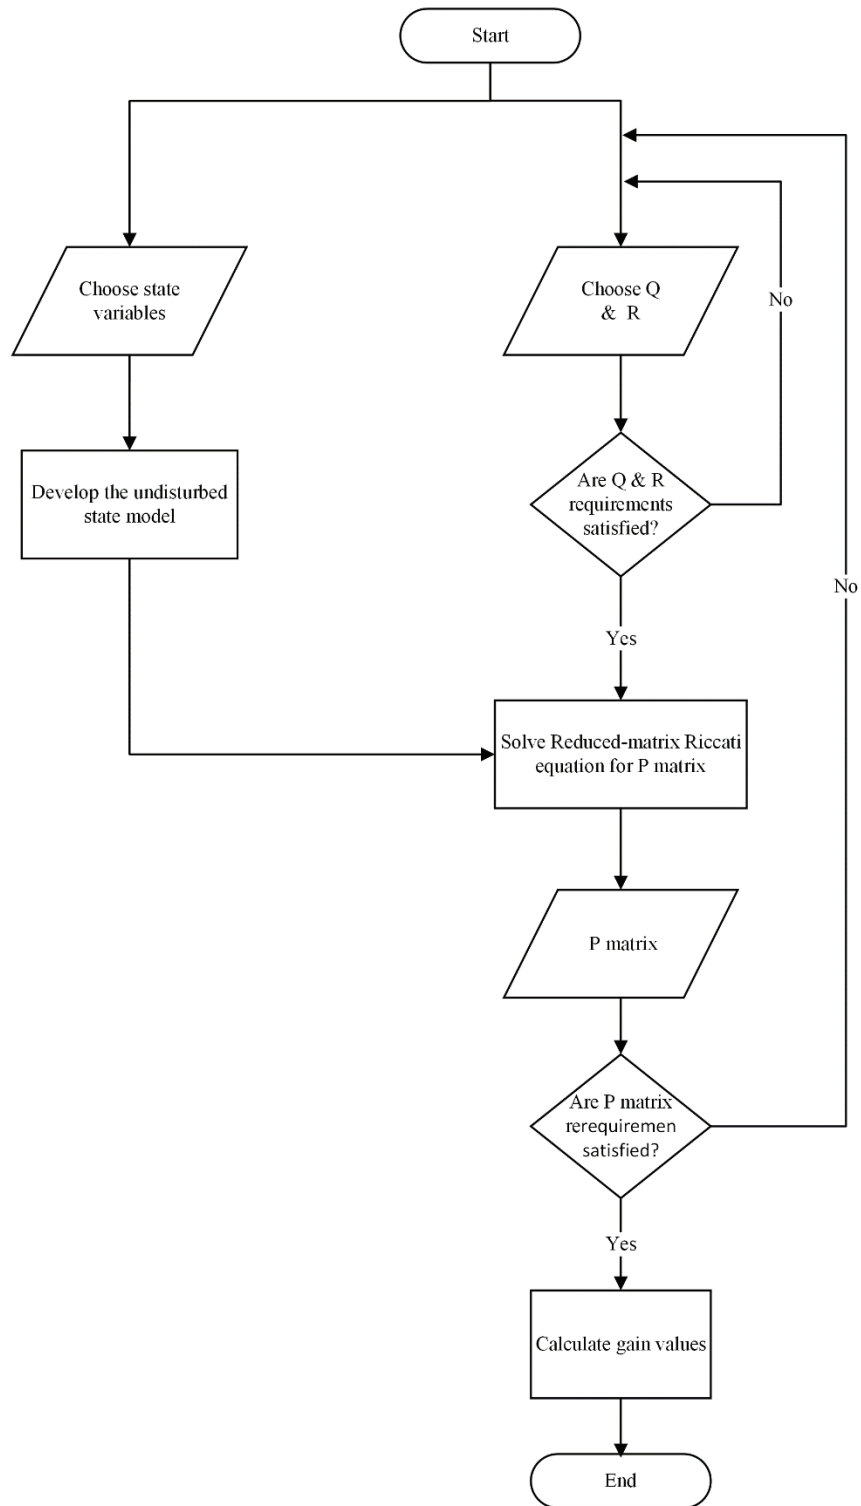 Start
Choose state
variables
Choose Q
& R
No
Develop the undisturbed
state model
Are Q & R
requirements
satisfied?
No
Yes
Solve Reduced-matrix Riccati
equation for P matrix
P matrix
Are P matrix
rerequiremen
satisfied?
Yes
Calculate gain values
End